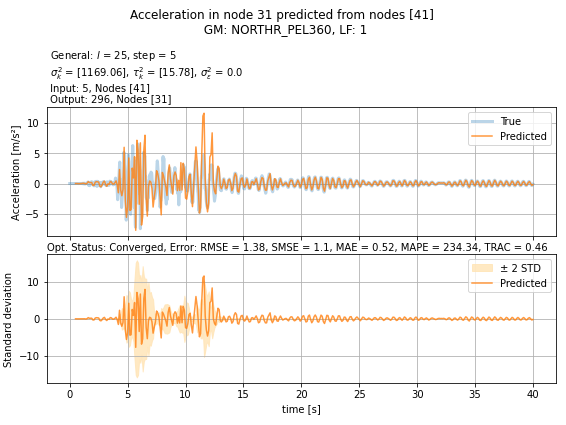 Acceleration in node 31 predicted from nodes [41]
GM: NORTHR_PEL360, LF: 1
General: l = 25, step = 5
σ²ₖ = [1169.06], τ²ₖ = [15.78], σ²ε = 0.0
Input: 5, Nodes [41]
Output: 296, Nodes [31]
True
Predicted
10
5
0
−5
Acceleration [m/s²]
Opt. Status: Converged, Error: RMSE = 1.38, SMSE = 1.1, MAE = 0.52, MAPE = 234.34, TRAC = 0.46
± 2 STD
Predicted
10
0
−10
Standard deviation
0 5 10 15 20 25 30 35 40
time [s]